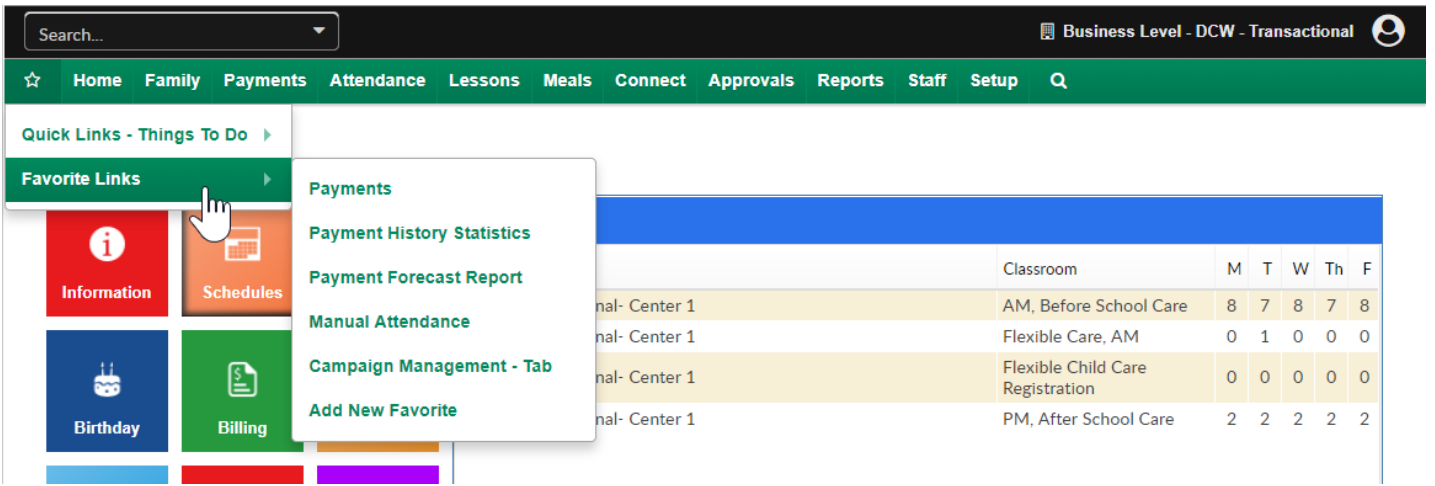 Search...
Business Level - DCW - Transactional
Home Family Payments Attendance Lessons Meals Connect Approvals Reports Staff Setup
Quick Links - Things To Do
Favorite Links
Payments
Payment History Statistics
Payment Forecast Report
Manual Attendance
Campaign Management - Tab
Add New Favorite
Information
Schedules
Birthday
Billing
Classroom M T W Th F
nal- Center 1 AM, Before School Care 8 7 8 7 8
nal- Center 1 Flexible Care, AM 0 1 0 0 0
nal- Center 1 Flexible Child Care Registration 0 0 0 0 0
nal- Center 1 PM, After School Care 2 2 2 2 2